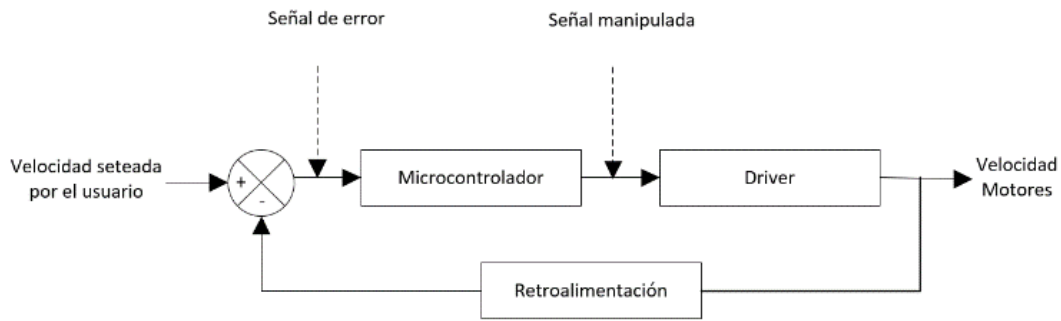 Señal de error
Señal manipulada
Velocidad seteada
por el usuario
+
-
Microcontrolador
Driver
Velocidad
Motores
Retroalimentación